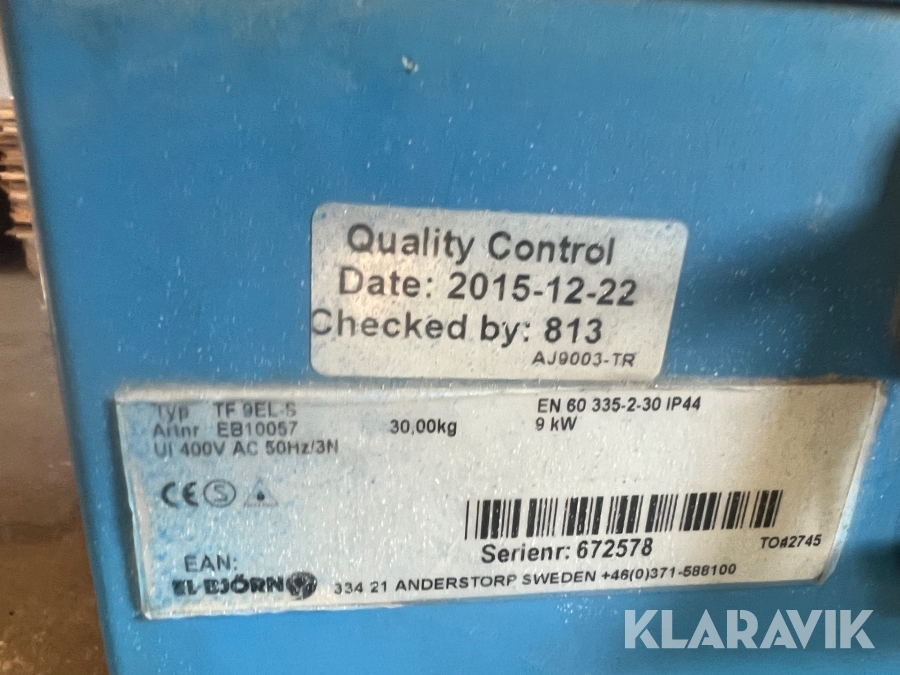 Quality Control
Date: 2015-12-22
Checked by: 813
AJ9003-TR
Typ TF 9EL-S
Artnr EB10057
UI 400V AC 50Hz/3N
30,00kg
EN 60 335-2-30 IP44
9 kW
CE S
EAN:
EL-BJÖRN
Serienr: 672578
TO42745
334 21 ANDERSTORP SWEDEN +46(0)371-588100
KLARAVIK